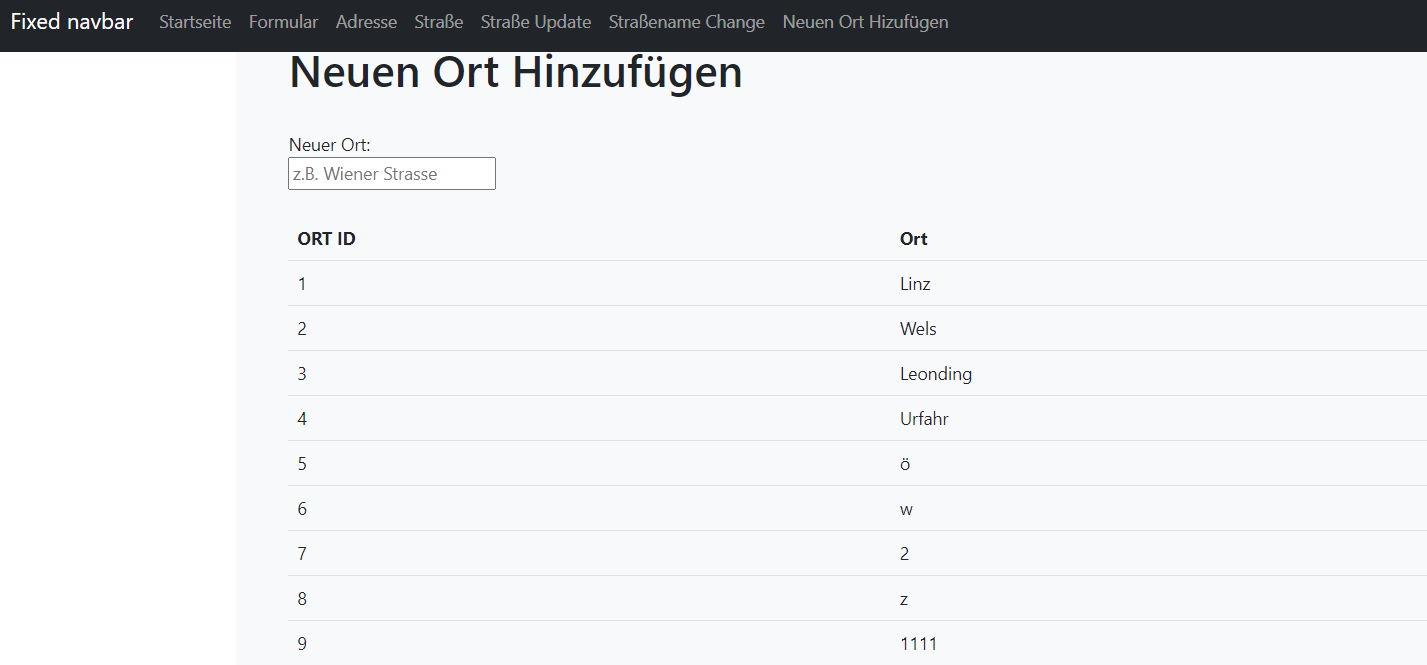 Fixed navbar Startseite Formular Adresse Straße Straße Update Straßename Change Neuen Ort Hizufügen
Neuen Ort Hinzufügen
Neuer Ort:
z.B. Wiener Strasse
ORT ID Ort
1 Linz
2 Wels
3 Leonding
4 Urfahr
5 ö
6 w
7 2
8 z
9 1111